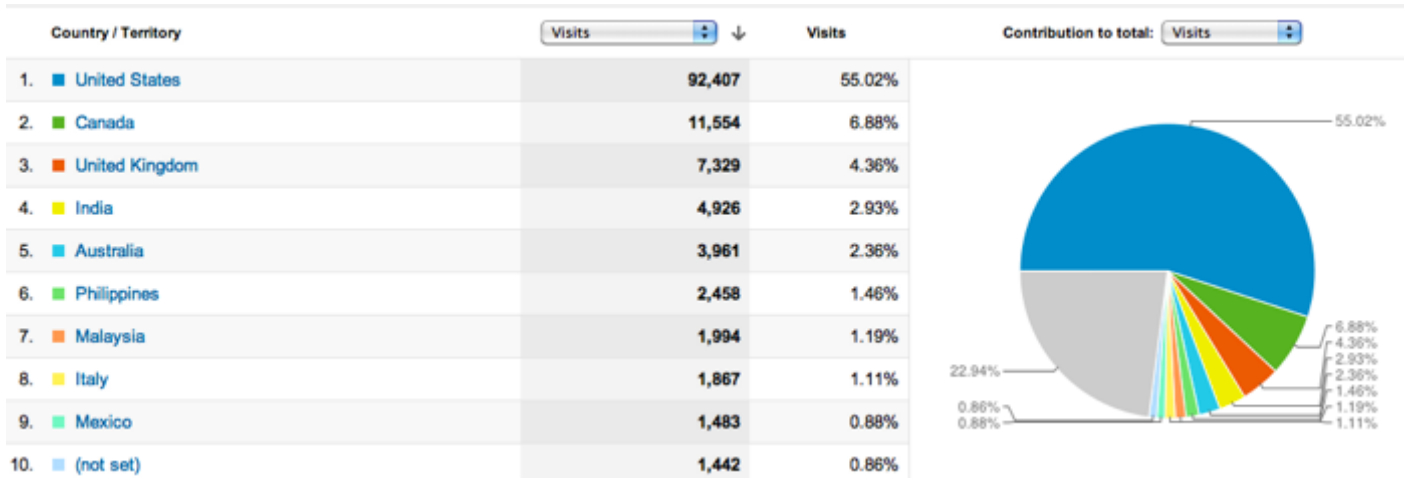 Country / Territory Visits Visits Contribution to total: Visits
1. United States 92,407 55.02%
2. Canada 11,554 6.88%
3. United Kingdom 7,329 4.36%
4. India 4,926 2.93%
5. Australia 3,961 2.36%
6. Philippines 2,458 1.46%
7. Malaysia 1,994 1.19%
8. Italy 1,867 1.11%
9. Mexico 1,483 0.88%
10. (not set) 1,442 0.86%
55.02%
6.88%
4.36%
2.93%
2.36%
1.46%
1.19%
1.11%
22.94%
0.86%
0.88%